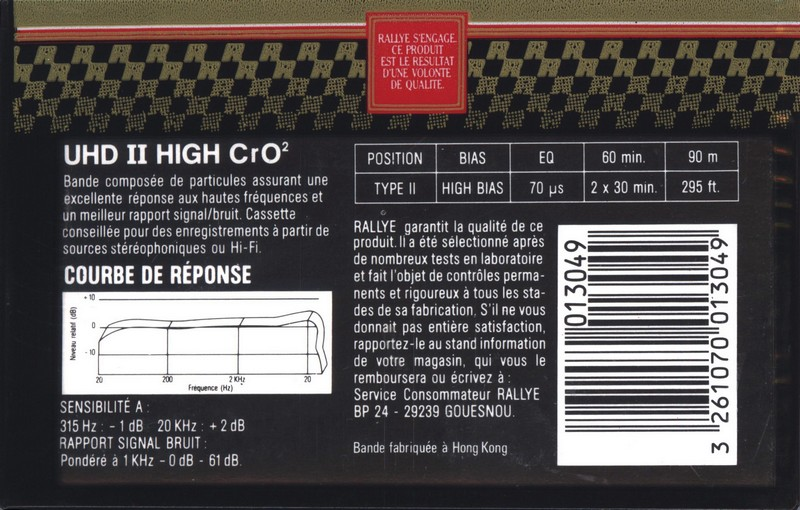 RALLYE S'ENGAGE.
CE PRODUIT
EST LE RESULTAT
D'UNE VOLONTE
DE QUALITE.
UHD II HIGH CrO²
Bande composée de particules assurant une
excellente réponse aux hautes fréquences et
un meilleur rapport signal/bruit. Cassette
conseillée pour des enregistrements à partir de
sources stéréophoniques ou Hi-Fi.
COURBE DE RÉPONSE
Niveau relatif (dB)
+ 10
0
- 10
20 200 2 KHz 20
Fréquence (Hz)
SENSIBILITÉ A :
315 Hz : - 1 dB 20 KHz : + 2 dB
RAPPORT SIGNAL BRUIT :
Pondéré à 1 KHz - 0 dB - 61 dB.
POSITION BIAS EQ 60 min. 90 m
TYPE II HIGH BIAS 70 µs 2 x 30 min. 295 ft.
RALLYE garantit la qualité de ce
produit. Il a été sélectionné après
de nombreux tests en laboratoire
et fait l'objet de contrôles perma-
nents et rigoureux à tous les sta-
des de sa fabrication. S'il ne vous
donnait pas entière satisfaction,
rapportez-le au stand information
de votre magasin, qui vous le
remboursera ou écrivez à :
Service Consommateur RALLYE
BP 24 - 29239 GOUESNOU.
Bande fabriquée à Hong Kong
013049
3 261070 013049